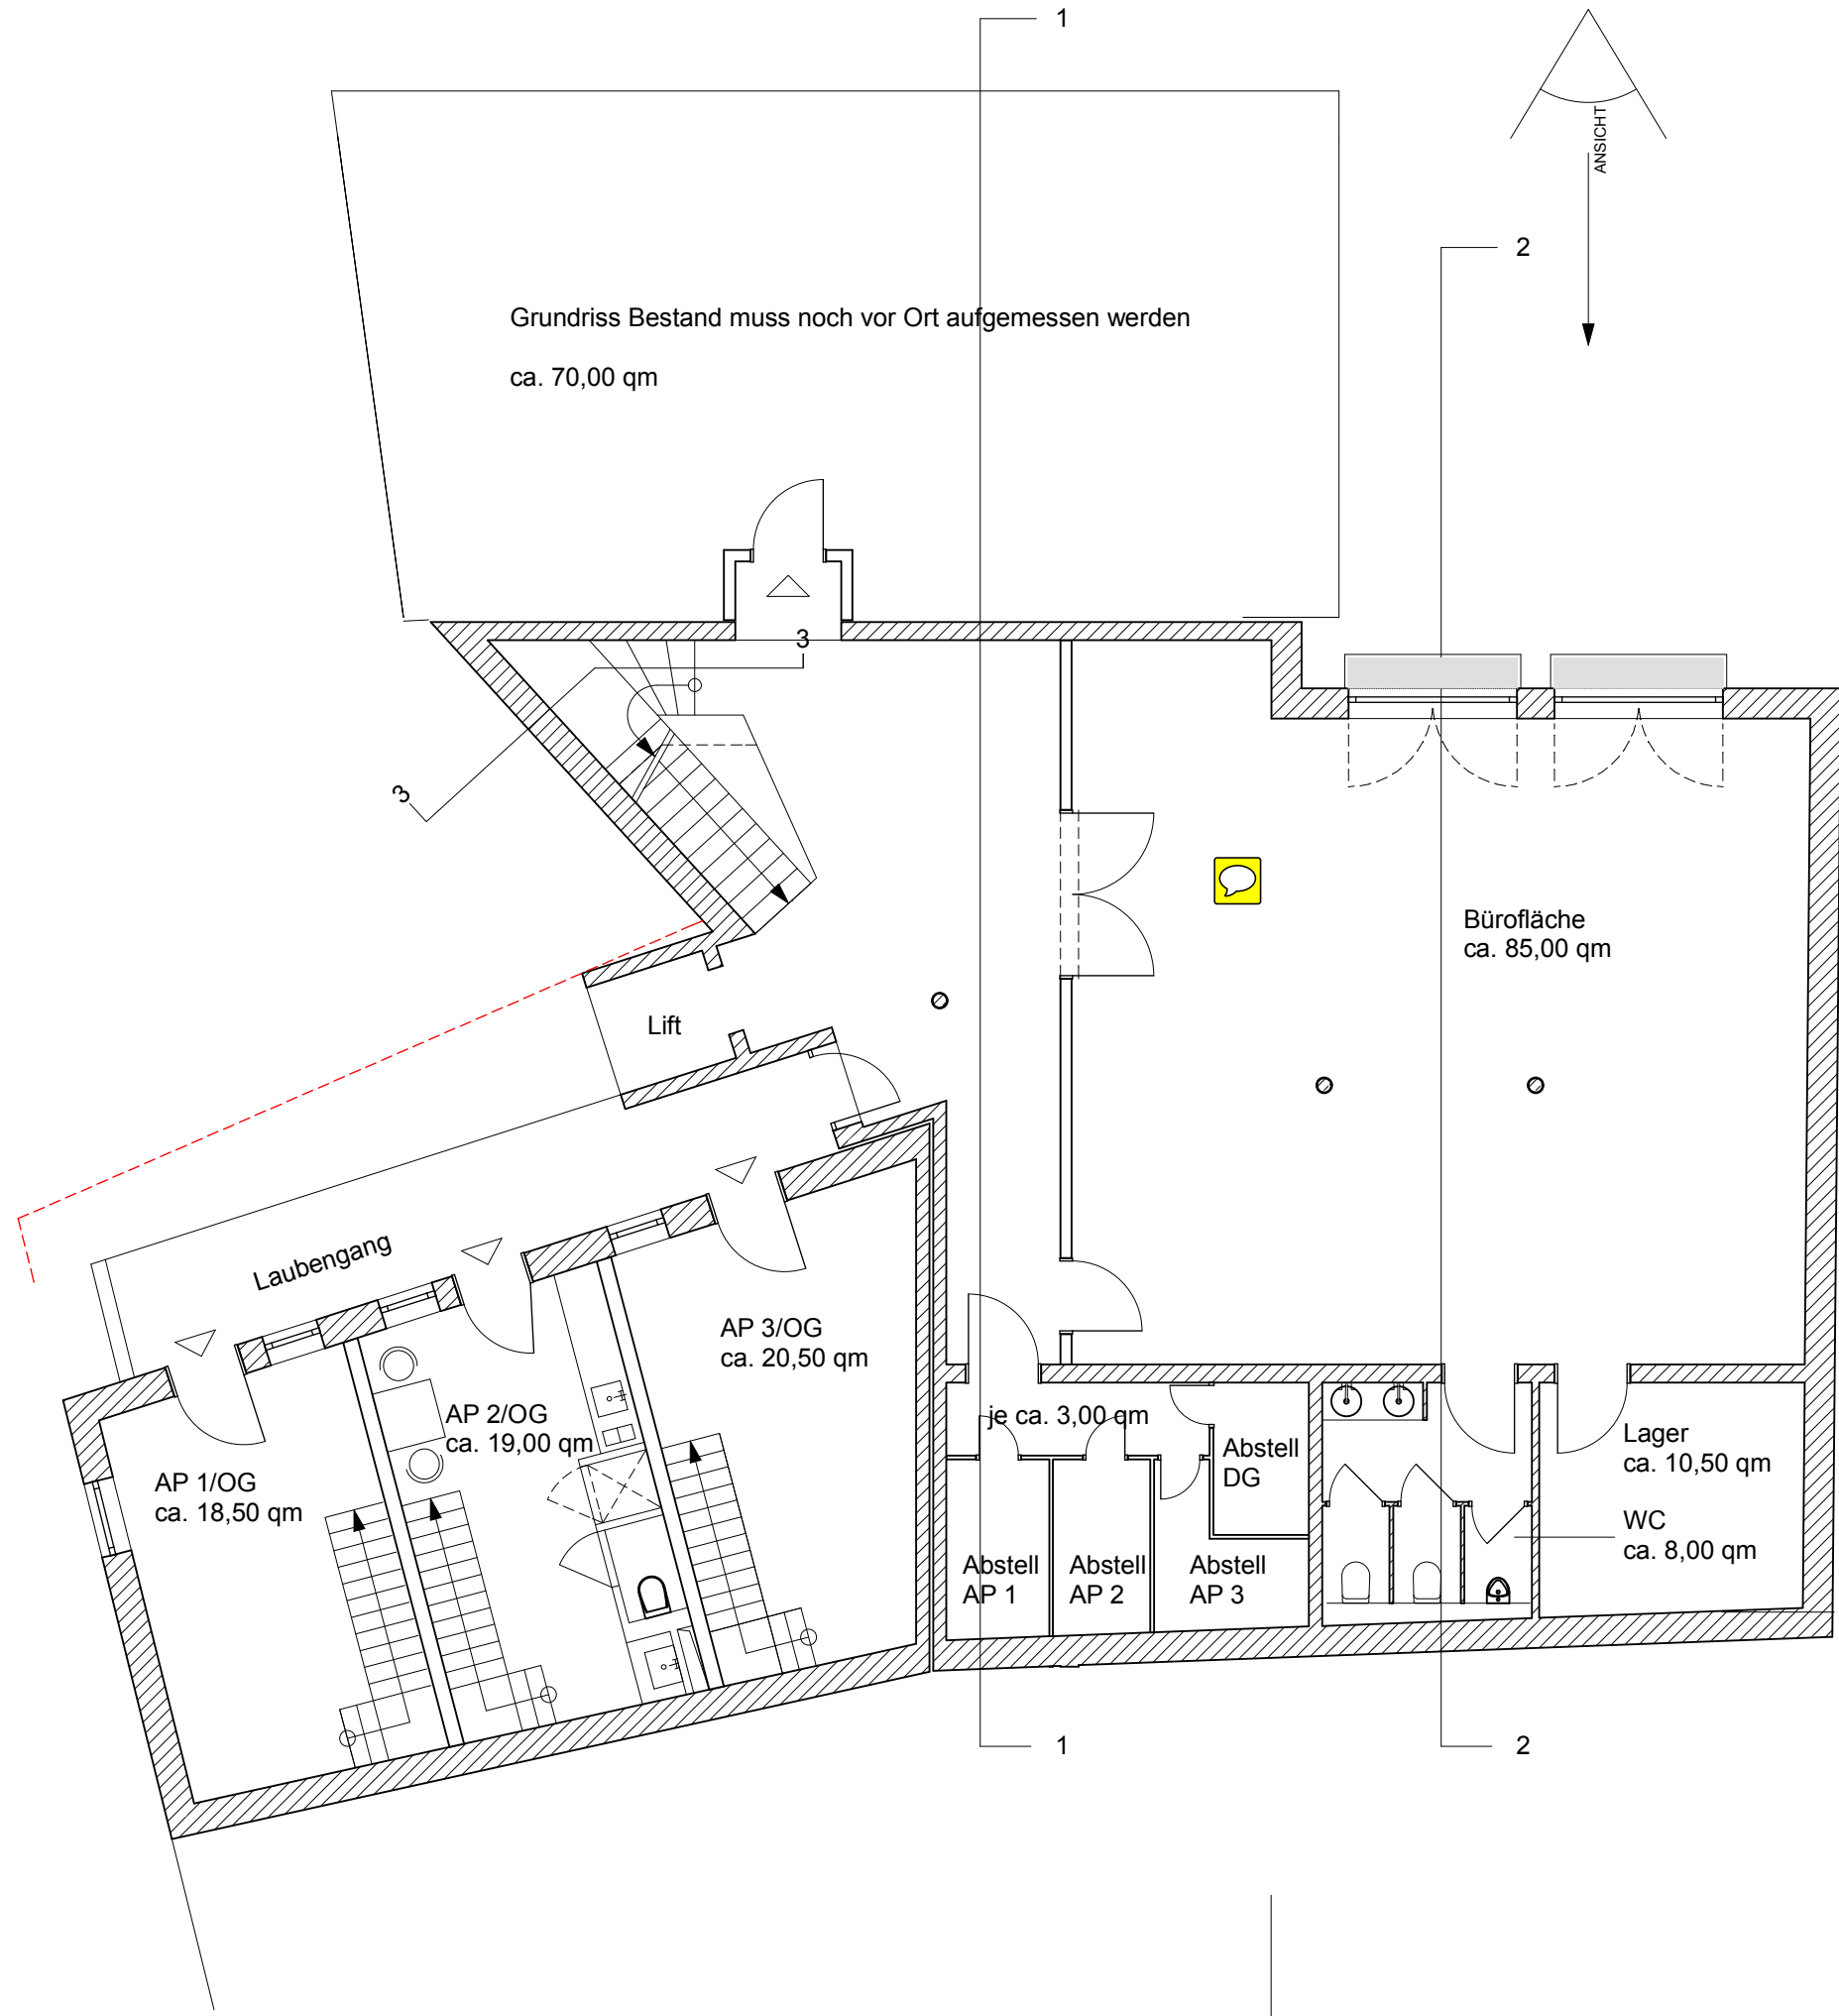 1
ANSICHT
2
Grundriss Bestand muss noch vor Ort aufgemessen werden
ca. 70,00 qm
3
3
Bürofläche
ca. 85,00 qm
Lift
Laubengang
AP 3/OG
ca. 20,50 qm
AP 2/OG
ca. 19,00 qm
AP 1/OG
ca. 18,50 qm
je ca. 3,00 qm
Abstell
DG
Abstell
AP 1
Abstell
AP 2
Abstell
AP 3
Lager
ca. 10,50 qm
WC
ca. 8,00 qm
1
2